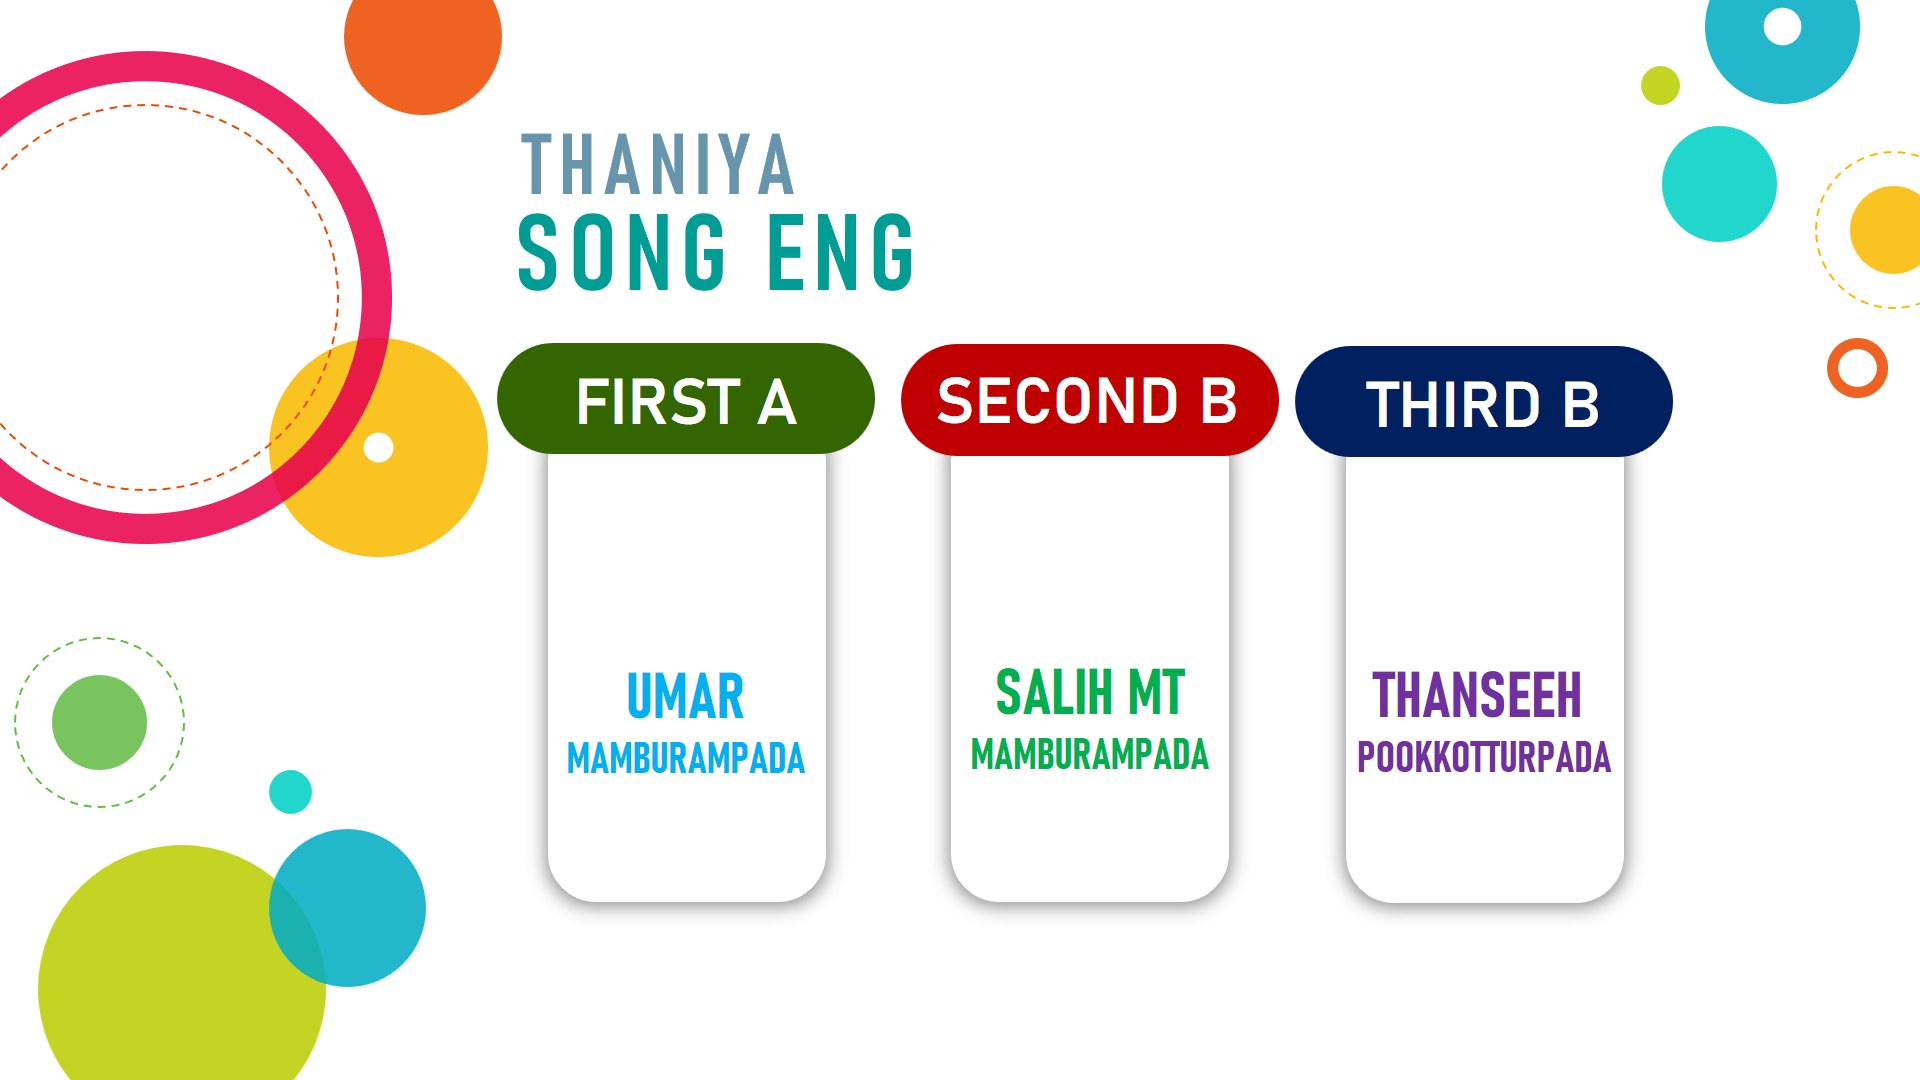 THANIYA
SONG ENG
FIRST A
SECOND B
THIRD B
UMAR
MAMBURAMPADA
SALIH MT
MAMBURAMPADA
THANSEEH
POOKKOTTURPADA